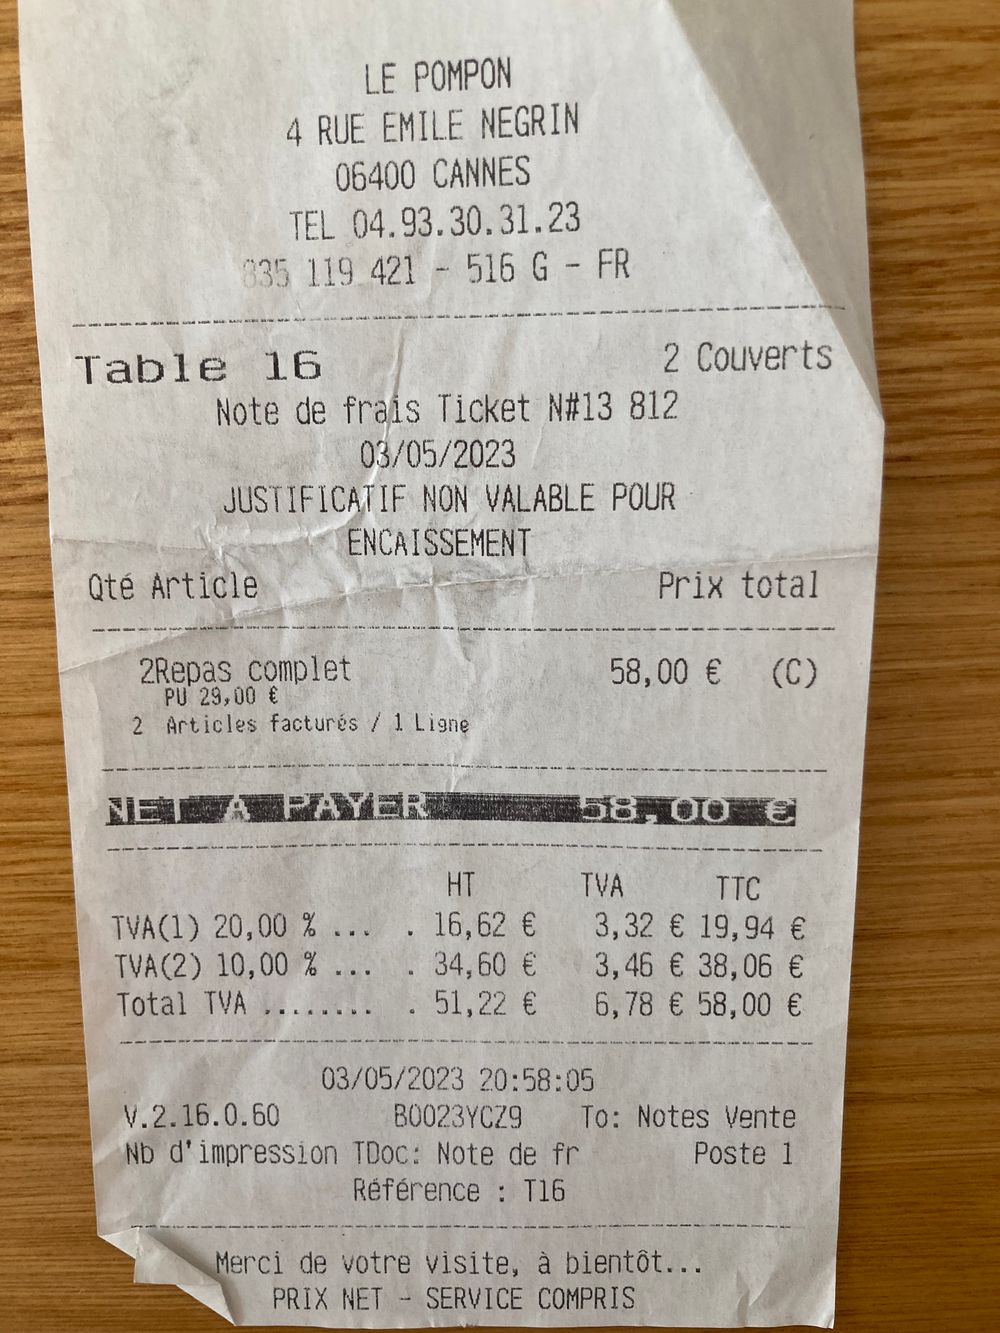 LE POMPON
4 RUE EMILE NEGRIN
06400 CANNES
TEL 04.93.30.31.23
835 119 421 - 516 G - FR
Table 16 2 Couverts
Note de frais Ticket N#13 812
03/05/2023
JUSTIFICATIF NON VALABLE POUR
ENCAISSEMENT
Qté Article Prix total
2Repas complet 58,00 € (C)
PU 29,00 €
2 Articles facturés / 1 Ligne
NET A PAYER 58,00 €
HT TVA TTC
TVA(1) 20,00 % ... . 16,62 € 3,32 € 19,94 €
TVA(2) 10,00 % ... . 34,60 € 3,46 € 38,06 €
Total TVA ........ . 51,22 € 6,78 € 58,00 €
03/05/2023 20:58:05
V.2.16.0.60 B0023YCZ9 To: Notes Vente
Nb d'impression TDoc: Note de fr Poste 1
Référence : T16
Merci de votre visite, à bientôt...
PRIX NET - SERVICE COMPRIS